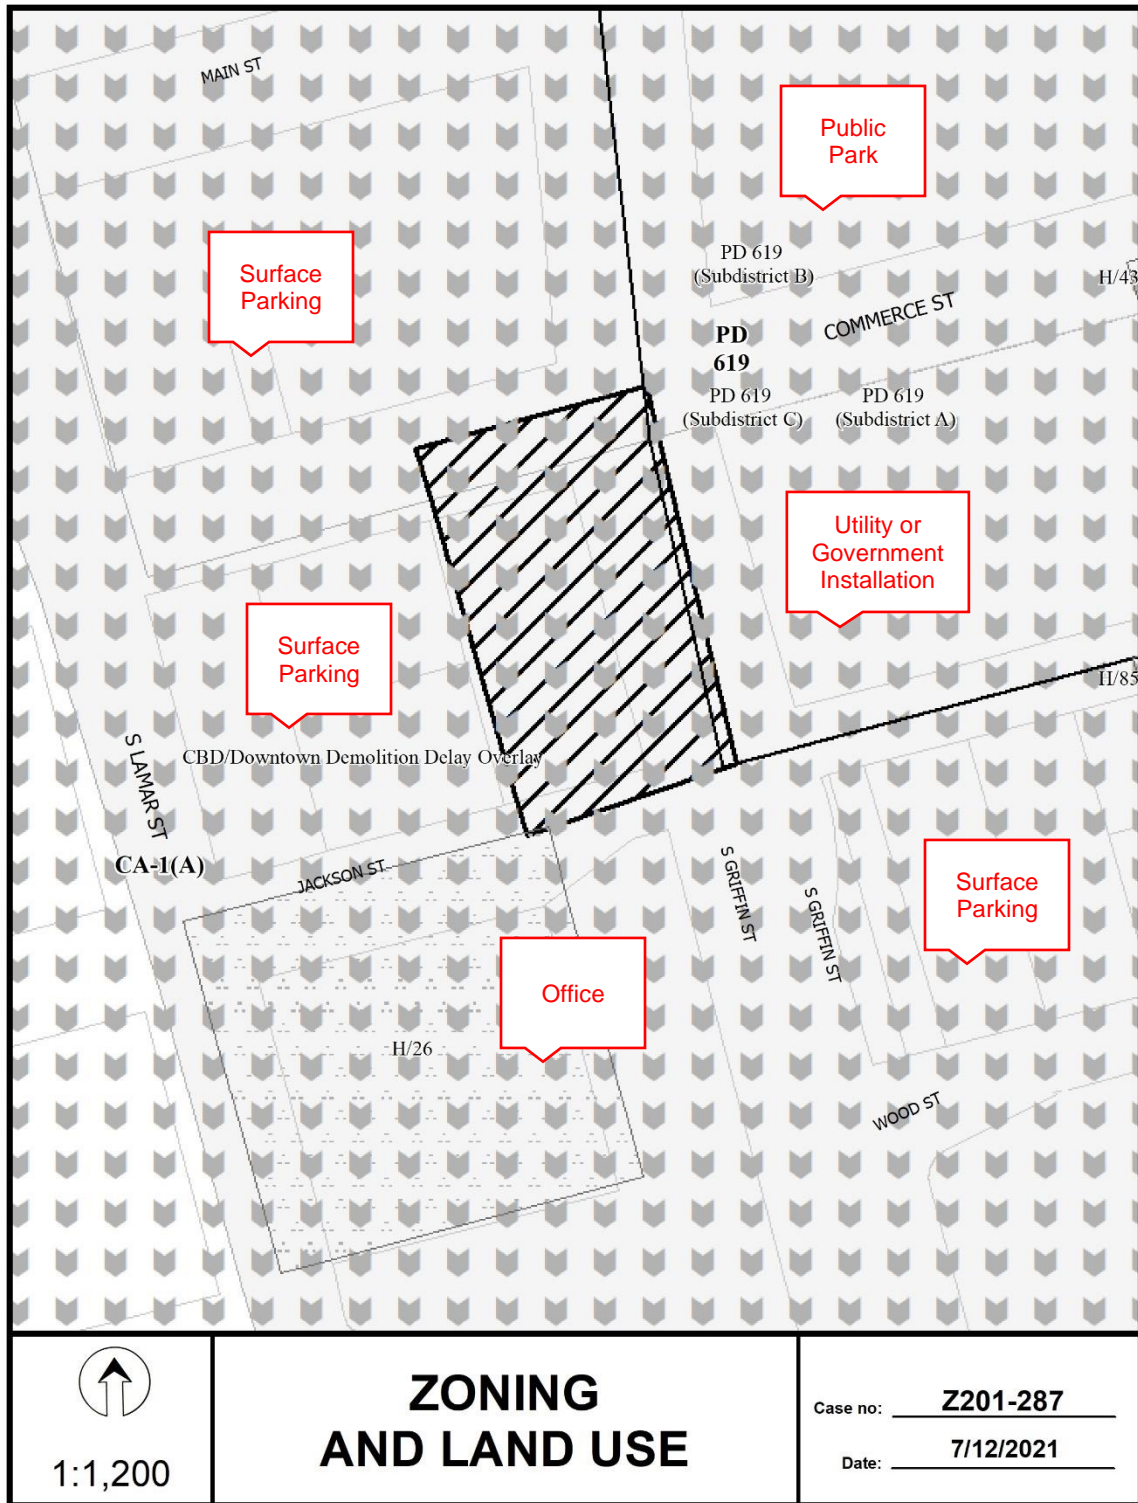 MAIN ST
Public
Park
Surface
Parking
PD 619
(Subdistrict B)
H/43
COMMERCE ST
PD
619
PD 619
(Subdistrict C)
PD 619
(Subdistrict A)
Utility or
Government
Installation
Surface
Parking
H/85
S LAMAR ST
CBD/Downtown Demolition Delay Overlay
CA-1(A)
JACKSON ST
S GRIFFIN ST
S GRIFFIN ST
Surface
Parking
Office
H/26
WOOD ST
1:1,200
ZONING
AND LAND USE
Case no: Z201-287
Date: 7/12/2021